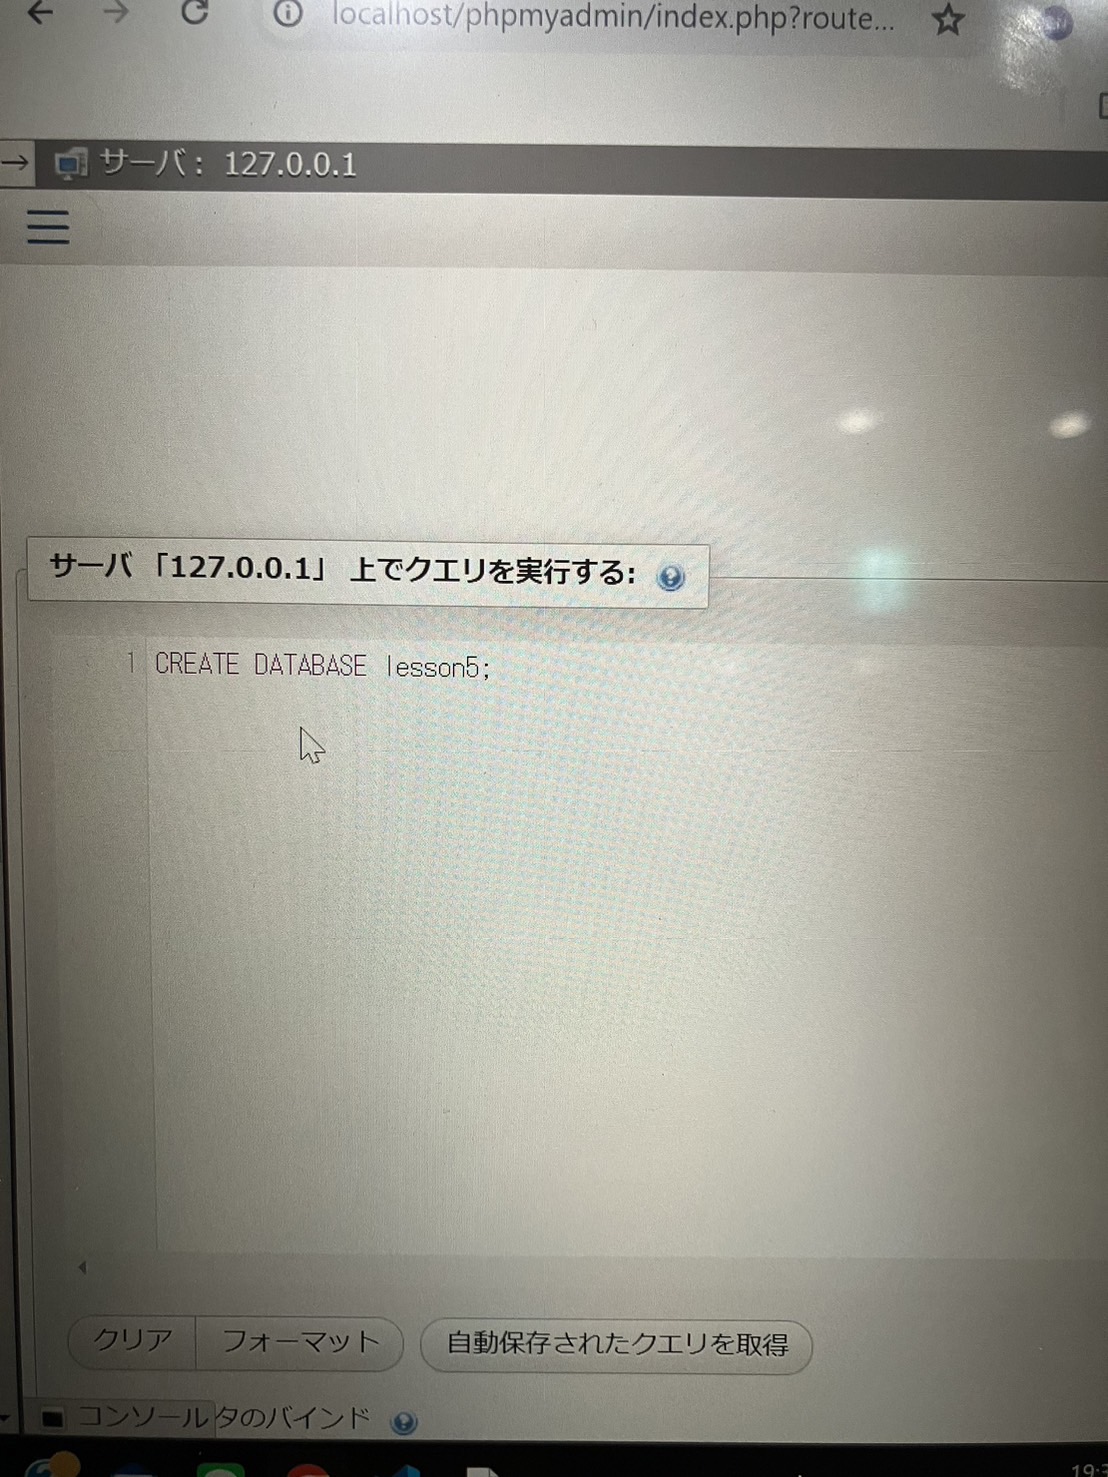 localhost/phpmyadmin/index.php?route...
サーバ: 127.0.0.1
サーバ「127.0.0.1」上でクエリを実行する:
1 CREATE DATABASE lesson5;
クリア フォーマット 自動保存されたクエリを取得
コンソール タのバインド